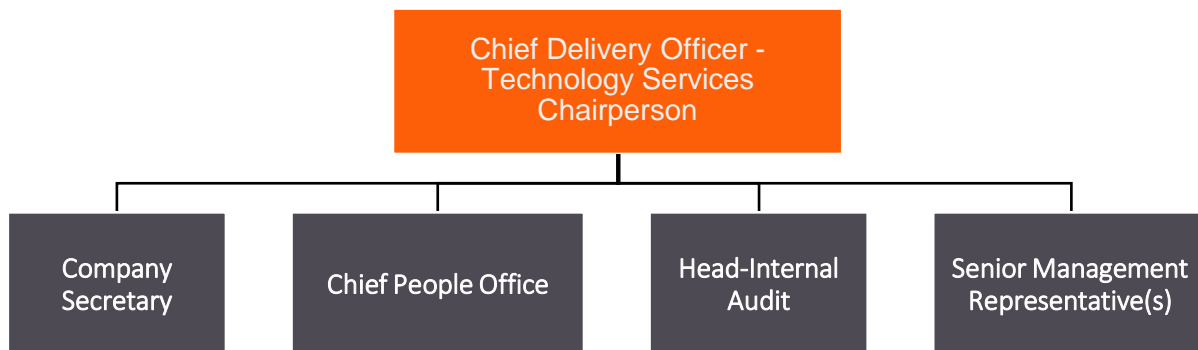 Chief Delivery Officer -
Technology Services
Chairperson
Company
Secretary
Chief People Office
Head-Internal
Audit
Senior Management
Representative(s)